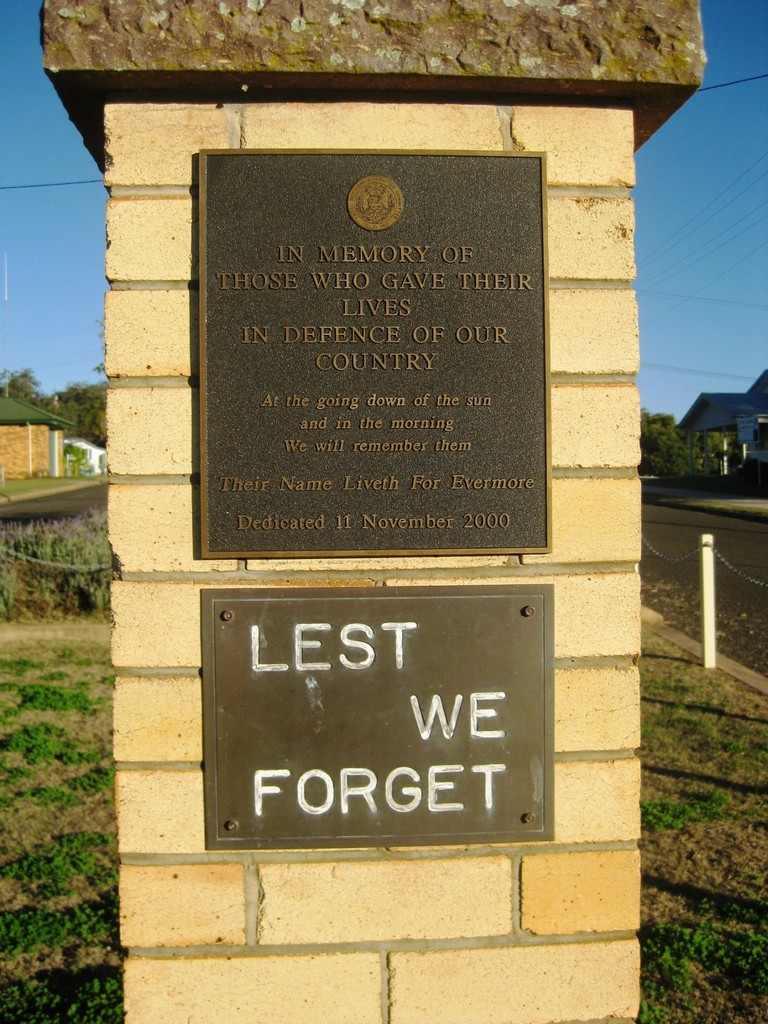 IN MEMORY OF
THOSE WHO GAVE THEIR
LIVES
IN DEFENCE OF OUR
COUNTRY
At the going down of the sun
and in the morning
We will remember them
Their Name Liveth For Evermore
Dedicated 11 November 2000
LEST
WE
FORGET